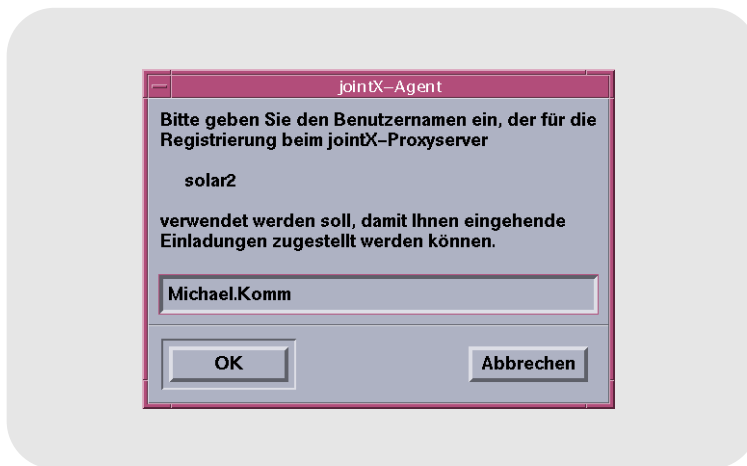 jointX–Agent
Bitte geben Sie den Benutzernamen ein, der für die
Registrierung beim jointX–Proxyserver
solar2
verwendet werden soll, damit Ihnen eingehende
Einladungen zugestellt werden können.
Michael.Komm
OK
Abbrechen